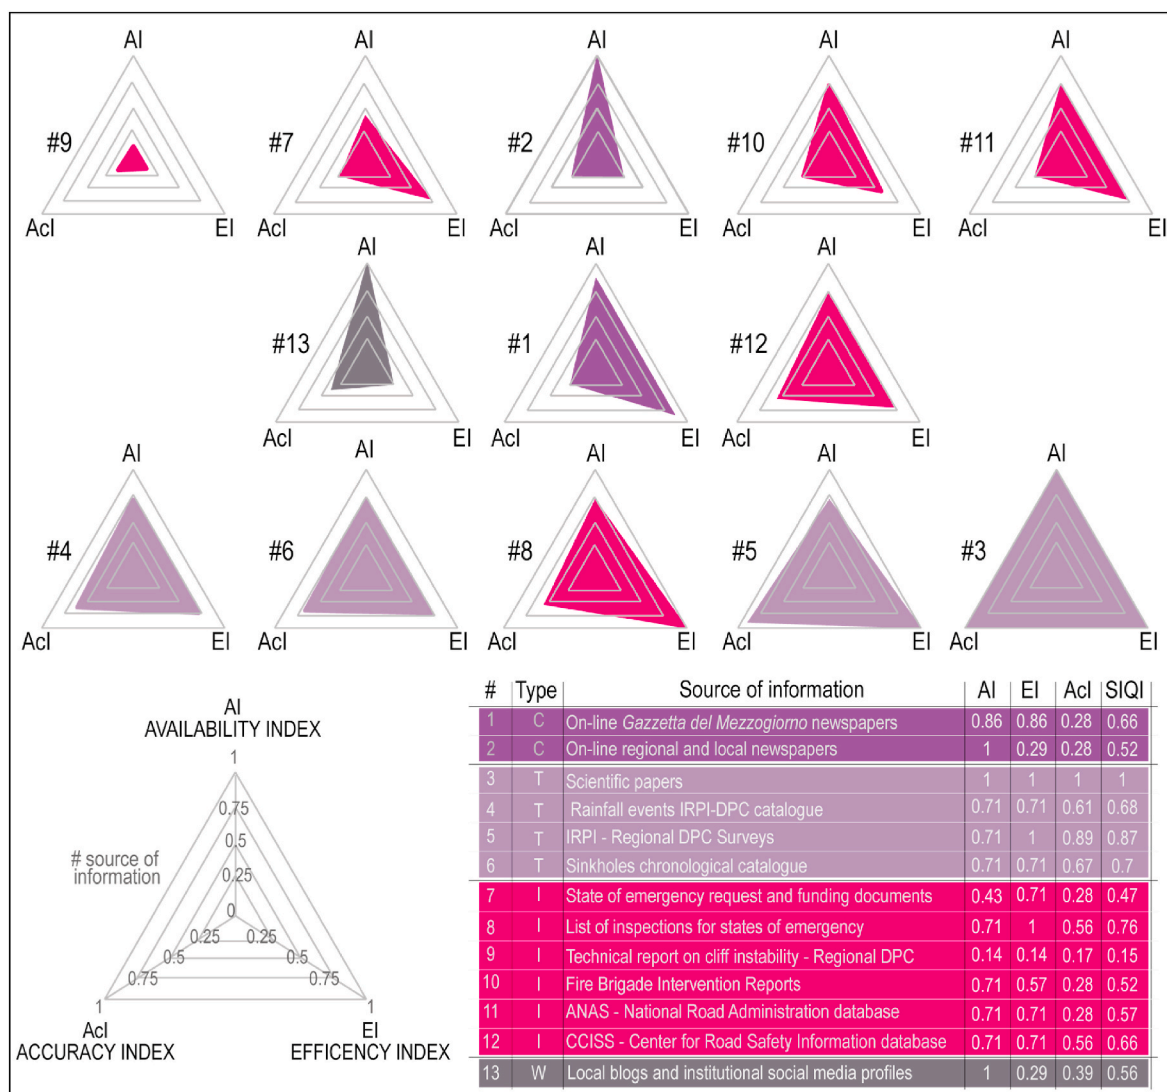 AI AI AI AI AI
#9 #7 #2 #10 #11
AcI EI AcI EI AcI EI AcI EI AcI EI
AI AI AI
#13 #1 #12
AcI EI AcI EI AcI EI
AI AI AI AI AI
#4 #6 #8 #5 #3
AcI EI AcI EI AcI EI AcI EI AcI EI
AI
AVAILABILITY INDEX
1
0.75
0.5
0.25
0
# source of
information
0.25 0.25
0.5 0.5
0.75 0.75
1 1
AcI EI
ACCURACY INDEX EFFICENCY INDEX
# Type Source of information AI EI AcI SIQI
1 C On-line Gazzetta del Mezzogiorno newspapers 0.86 0.86 0.28 0.66
2 C On-line regional and local newspapers 1 0.29 0.28 0.52
3 T Scientific papers 1 1 1 1
4 T Rainfall events IRPI-DPC catalogue 0.71 0.71 0.61 0.68
5 T IRPI - Regional DPC Surveys 0.71 1 0.89 0.87
6 T Sinkholes chronological catalogue 0.71 0.71 0.67 0.7
7 I State of emergency request and funding documents 0.43 0.71 0.28 0.47
8 I List of inspections for states of emergency 0.71 1 0.56 0.76
9 I Technical report on cliff instability - Regional DPC 0.14 0.14 0.17 0.15
10 I Fire Brigade Intervention Reports 0.71 0.57 0.28 0.52
11 I ANAS - National Road Administration database 0.71 0.71 0.28 0.57
12 I CCISS - Center for Road Safety Information database 0.71 0.71 0.56 0.66
13 W Local blogs and institutional social media profiles 1 0.29 0.39 0.56